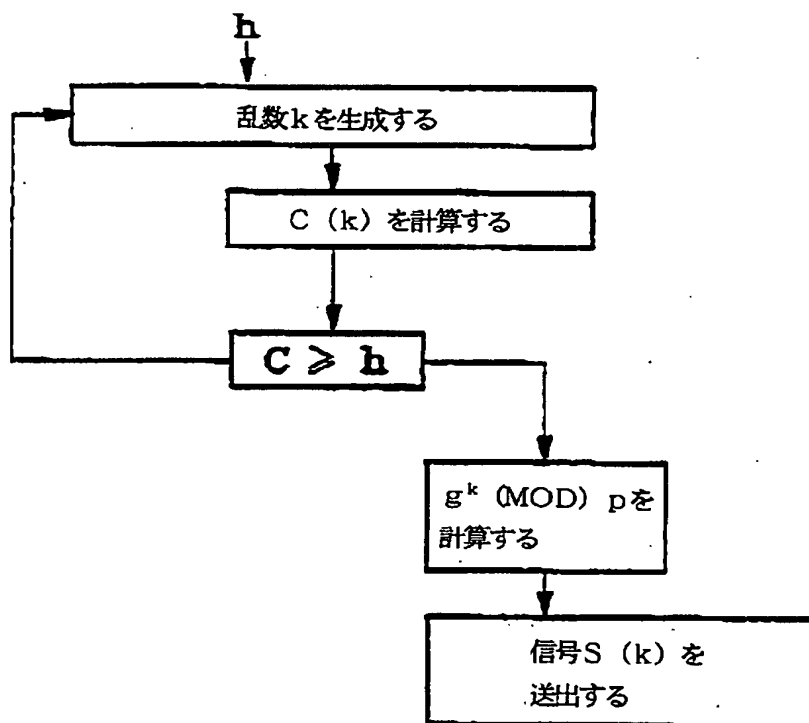 h
乱数kを生成する
C (k) を計算する
C ⩾ h
gᵏ (MOD) pを
計算する
信号S (k) を
送出する